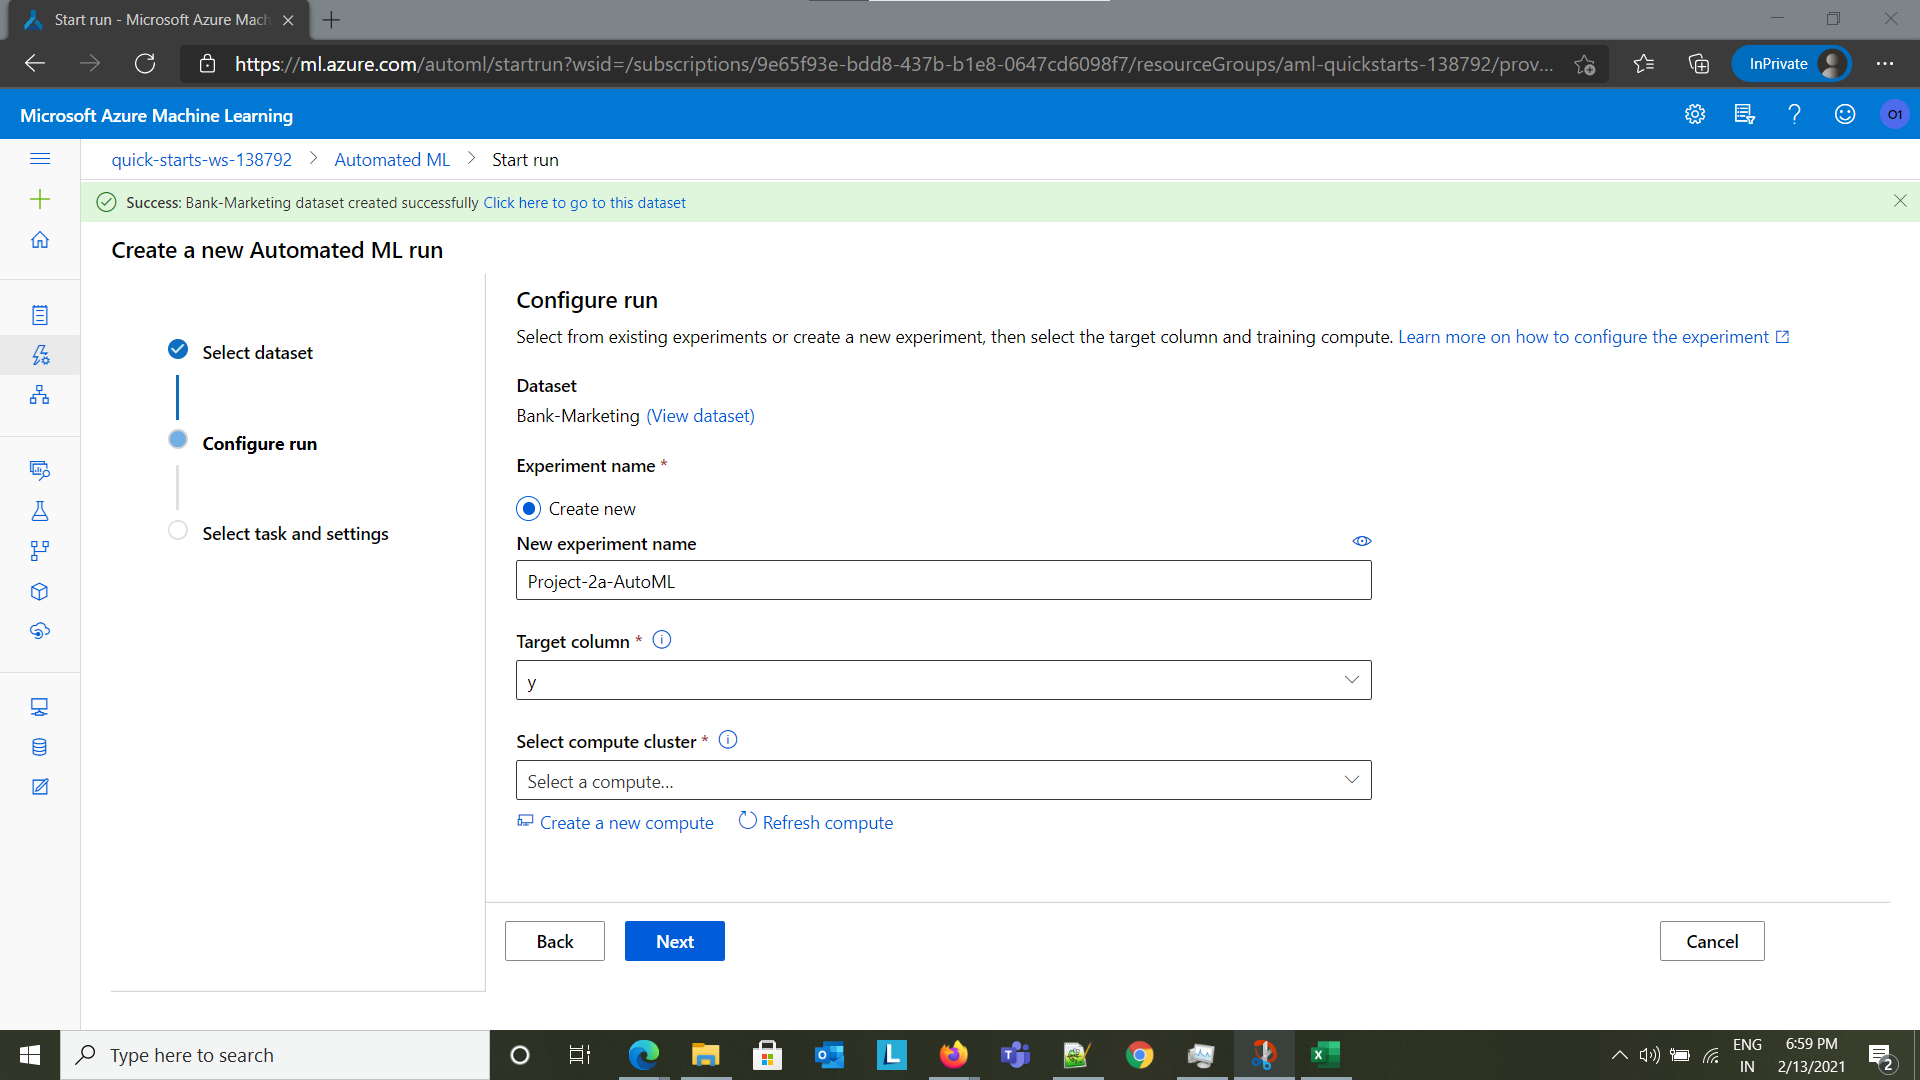 Start run - Microsoft Azure Mach
https://ml.azure.com/automl/startrun?wsid=/subscriptions/9e65f93e-bdd8-437b-b1e8-0647cd6098f7/resourceGroups/aml-quickstarts-138792/prov...
InPrivate
Microsoft Azure Machine Learning
O1
quick-starts-ws-138792 > Automated ML > Start run
Success: Bank-Marketing dataset created successfully Click here to go to this dataset
Create a new Automated ML run
Select dataset
Configure run
Select task and settings
Configure run
Select from existing experiments or create a new experiment, then select the target column and training compute. Learn more on how to configure the experiment
Dataset
Bank-Marketing (View dataset)
Experiment name *
Create new
New experiment name
Project-2a-AutoML
Target column *
y
Select compute cluster *
Select a compute...
Create a new compute Refresh compute
Back Next Cancel
Type here to search
ENG
IN
6:59 PM
2/13/2021
2